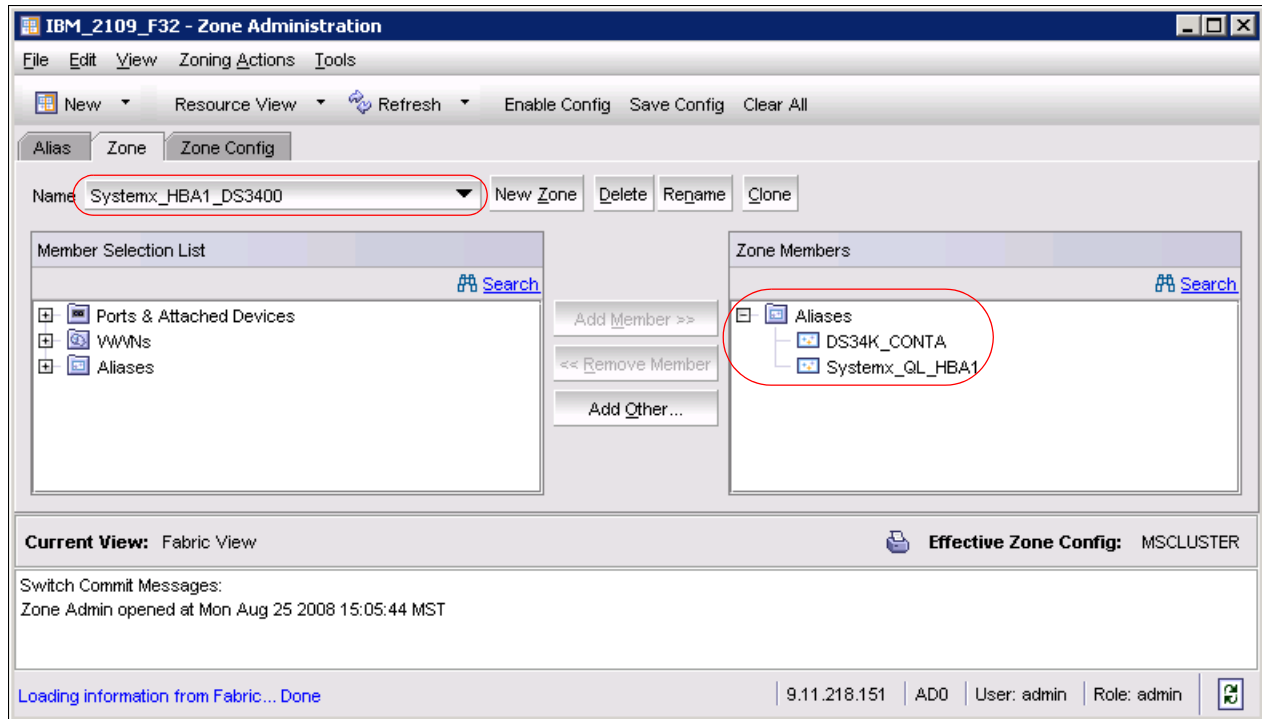 IBM_2109_F32 - Zone Administration
File Edit View Zoning Actions Tools
New Resource View Refresh Enable Config Save Config Clear All
Alias Zone Zone Config
Name Systemx_HBA1_DS3400 New Zone Delete Rename Clone
Member Selection List
Search
Ports & Attached Devices
WWNs
Aliases
Add Member >>
<< Remove Member
Add Other...
Zone Members
Search
Aliases
DS34K_CONTA
Systemx_QL_HBA1
Current View: Fabric View Effective Zone Config: MSCLUSTER
Switch Commit Messages:
Zone Admin opened at Mon Aug 25 2008 15:05:44 MST
Loading information from Fabric... Done 9.11.218.151 AD0 User: admin Role: admin